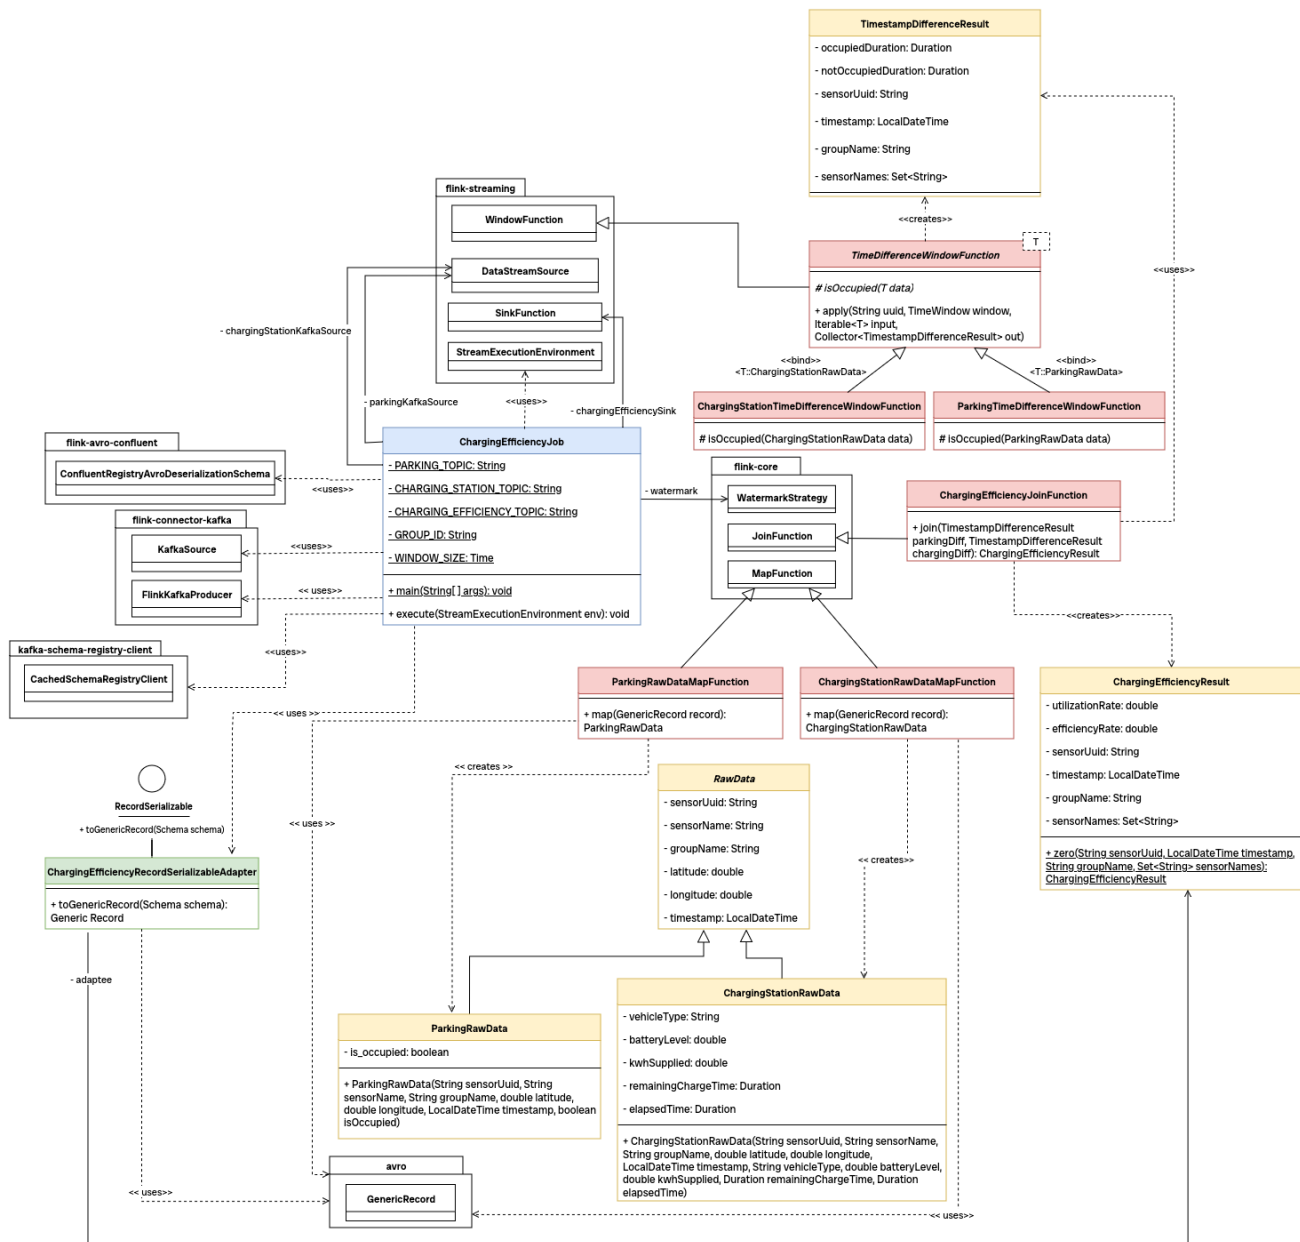 TimestampDifferenceResult
- occupiedDuration: Duration
- notOccupiedDuration: Duration
- sensorUuid: String
- timestamp: LocalDateTime
- groupName: String
- sensorNames: Set<String>
<<creates>>
<<uses>>
T
TimeDifferenceWindowFunction
# isOccupied(T data)
+ apply(String uuid, TimeWindow window,
Iterable<T> input,
Collector<TimestampDifferenceResult> out)
<<bind>>
<T::ChargingStationRawData>
<<bind>>
<T::ParkingRawData>
ChargingStationTimeDifferenceWindowFunction
# isOccupied(ChargingStationRawData data)
ParkingTimeDifferenceWindowFunction
# isOccupied(ParkingRawData data)
flink-streaming
WindowFunction
DataStreamSource
SinkFunction
StreamExecutionEnvironment
- chargingStationKafkaSource
- parkingKafkaSource
<<uses>>
- chargingEfficiencySink
ChargingEfficiencyJob
- PARKING_TOPIC: String
- CHARGING_STATION_TOPIC: String
- CHARGING_EFFICIENCY_TOPIC: String
- GROUP_ID: String
- WINDOW_SIZE: Time
+ main(String[] args): void
+ execute(StreamExecutionEnvironment env): void
flink-avro-confluent
ConfluentRegistryAvroDeserializationSchema
<<uses>>
flink-connector-kafka
KafkaSource
FlinkKafkaProducer
<<uses>>
<< uses>>
kafka-schema-registry-client
CachedSchemaRegistryClient
<<uses>>
<< uses >>
- watermark
flink-core
WatermarkStrategy
JoinFunction
MapFunction
ChargingEfficiencyJoinFunction
+ join(TimestampDifferenceResult
parkingDiff, TimestampDifferenceResult
chargingDiff): ChargingEfficiencyResult
<<creates>>
ParkingRawDataMapFunction
+ map(GenericRecord record):
ParkingRawData
ChargingStationRawDataMapFunction
+ map(GenericRecord record):
ChargingStationRawData
ChargingEfficiencyResult
- utilizationRate: double
- efficiencyRate: double
- sensorUuid: String
- timestamp: LocalDateTime
- groupName: String
- sensorNames: Set<String>
+ zero(String sensorUuid, LocalDateTime timestamp,
String groupName, Set<String> sensorNames):
ChargingEfficiencyResult
<< creates >>
<< uses >>
<< creates>>
RawData
- sensorUuid: String
- sensorName: String
- groupName: String
- latitude: double
- longitude: double
- timestamp: LocalDateTime
RecordSerializable
+ toGenericRecord(Schema schema)
ChargingEfficiencyRecordSerializableAdapter
+ toGenericRecord(Schema schema):
Generic Record
- adaptee
ParkingRawData
- is_occupied: boolean
+ ParkingRawData(String sensorUuid, String
sensorName, String groupName, double latitude,
double longitude, LocalDateTime timestamp, boolean
isOccupied)
ChargingStationRawData
- vehicleType: String
- batteryLevel: double
- kwhSupplied: double
- remainingChargeTime: Duration
- elapsedTime: Duration
+ ChargingStationRawData(String sensorUuid, String sensorName,
String groupName, double latitude, double longitude,
LocalDateTime timestamp, String vehicleType, double batteryLevel,
double kwhSupplied, Duration remainingChargeTime, Duration
elapsedTime)
avro
GenericRecord
<< uses>>
<< uses>>